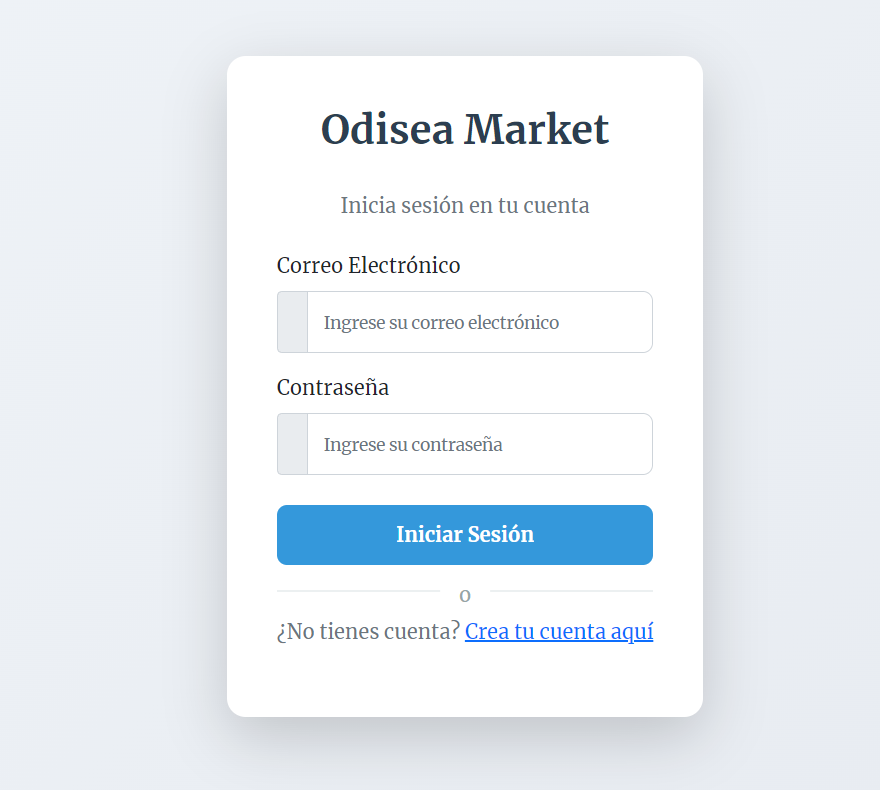 Odisea Market
Inicia sesión en tu cuenta
Correo Electrónico
Ingrese su correo electrónico
Contraseña
Ingrese su contraseña
Iniciar Sesión
o
¿No tienes cuenta? Crea tu cuenta aquí